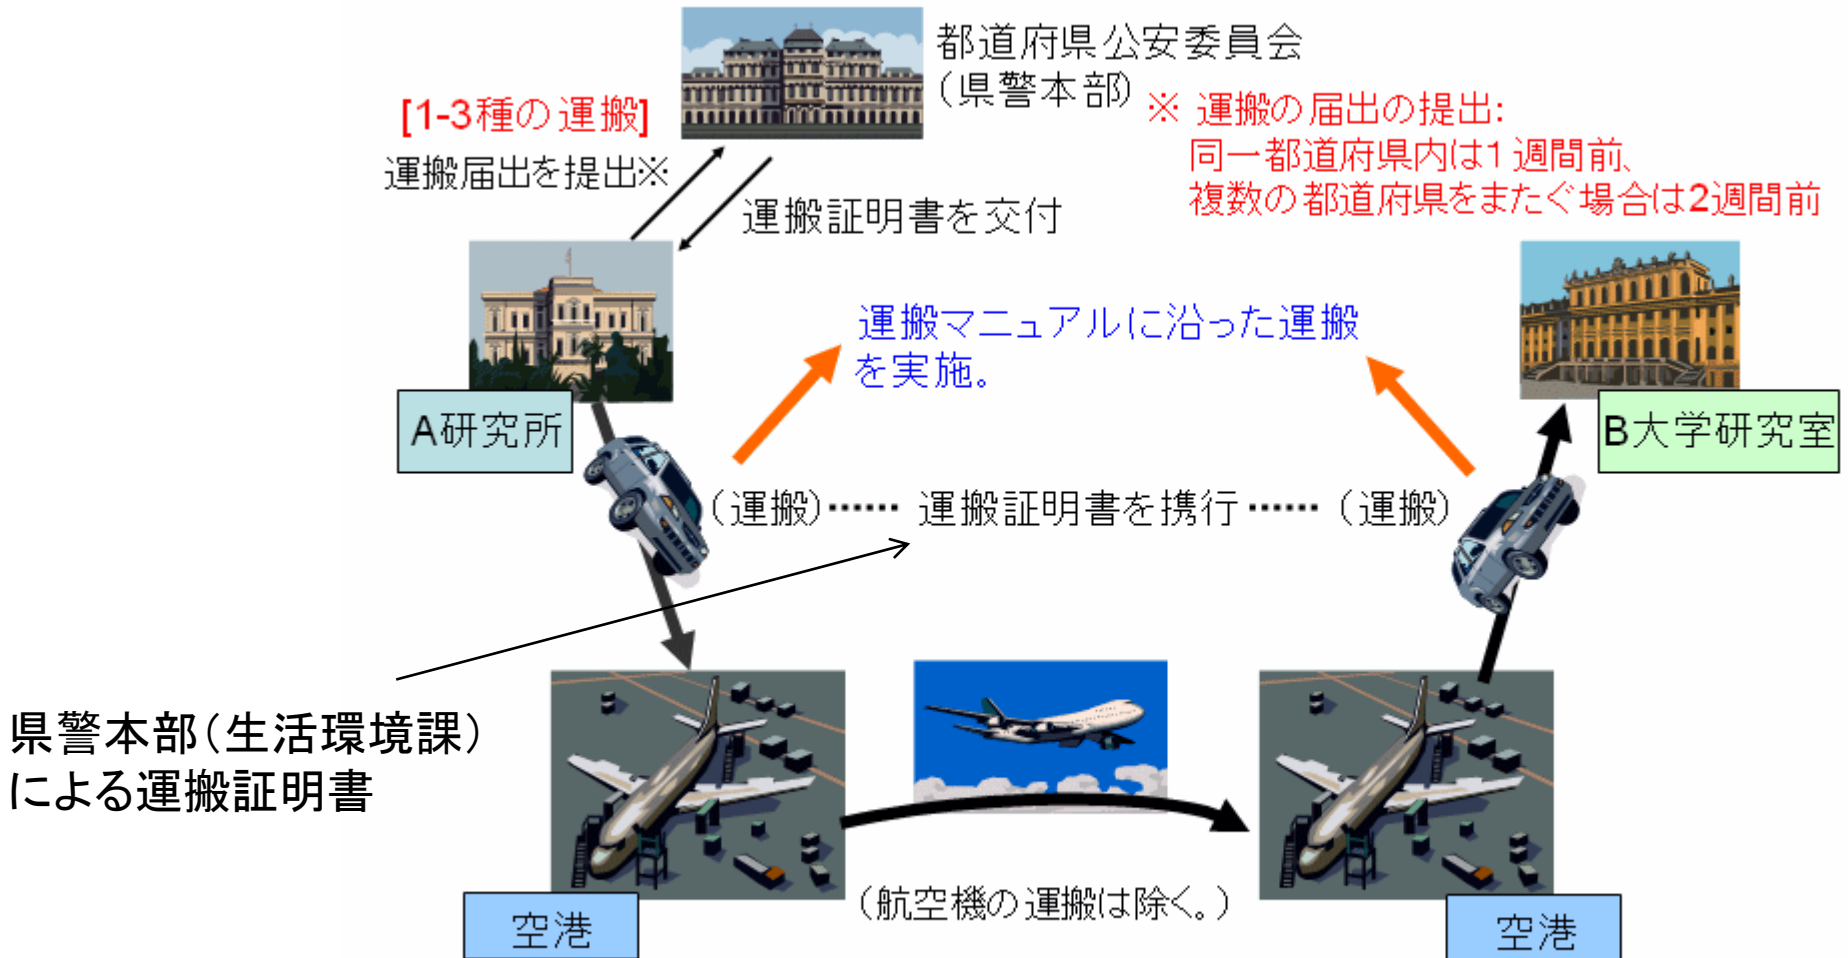 都道府県公安委員会
（県警本部）
[1-3種の運搬]
運搬届出を提出※
※ 運搬の届出の提出:
同一都道府県内は1週間前、
複数の都道府県をまたぐ場合は2週間前
運搬証明書を交付
運搬マニュアルに沿った運搬
を実施。
A研究所
B大学研究室
（運搬）…… 運搬証明書を携行 ……（運搬）
県警本部（生活環境課）
による運搬証明書
（航空機の運搬は除く。）
空港
空港